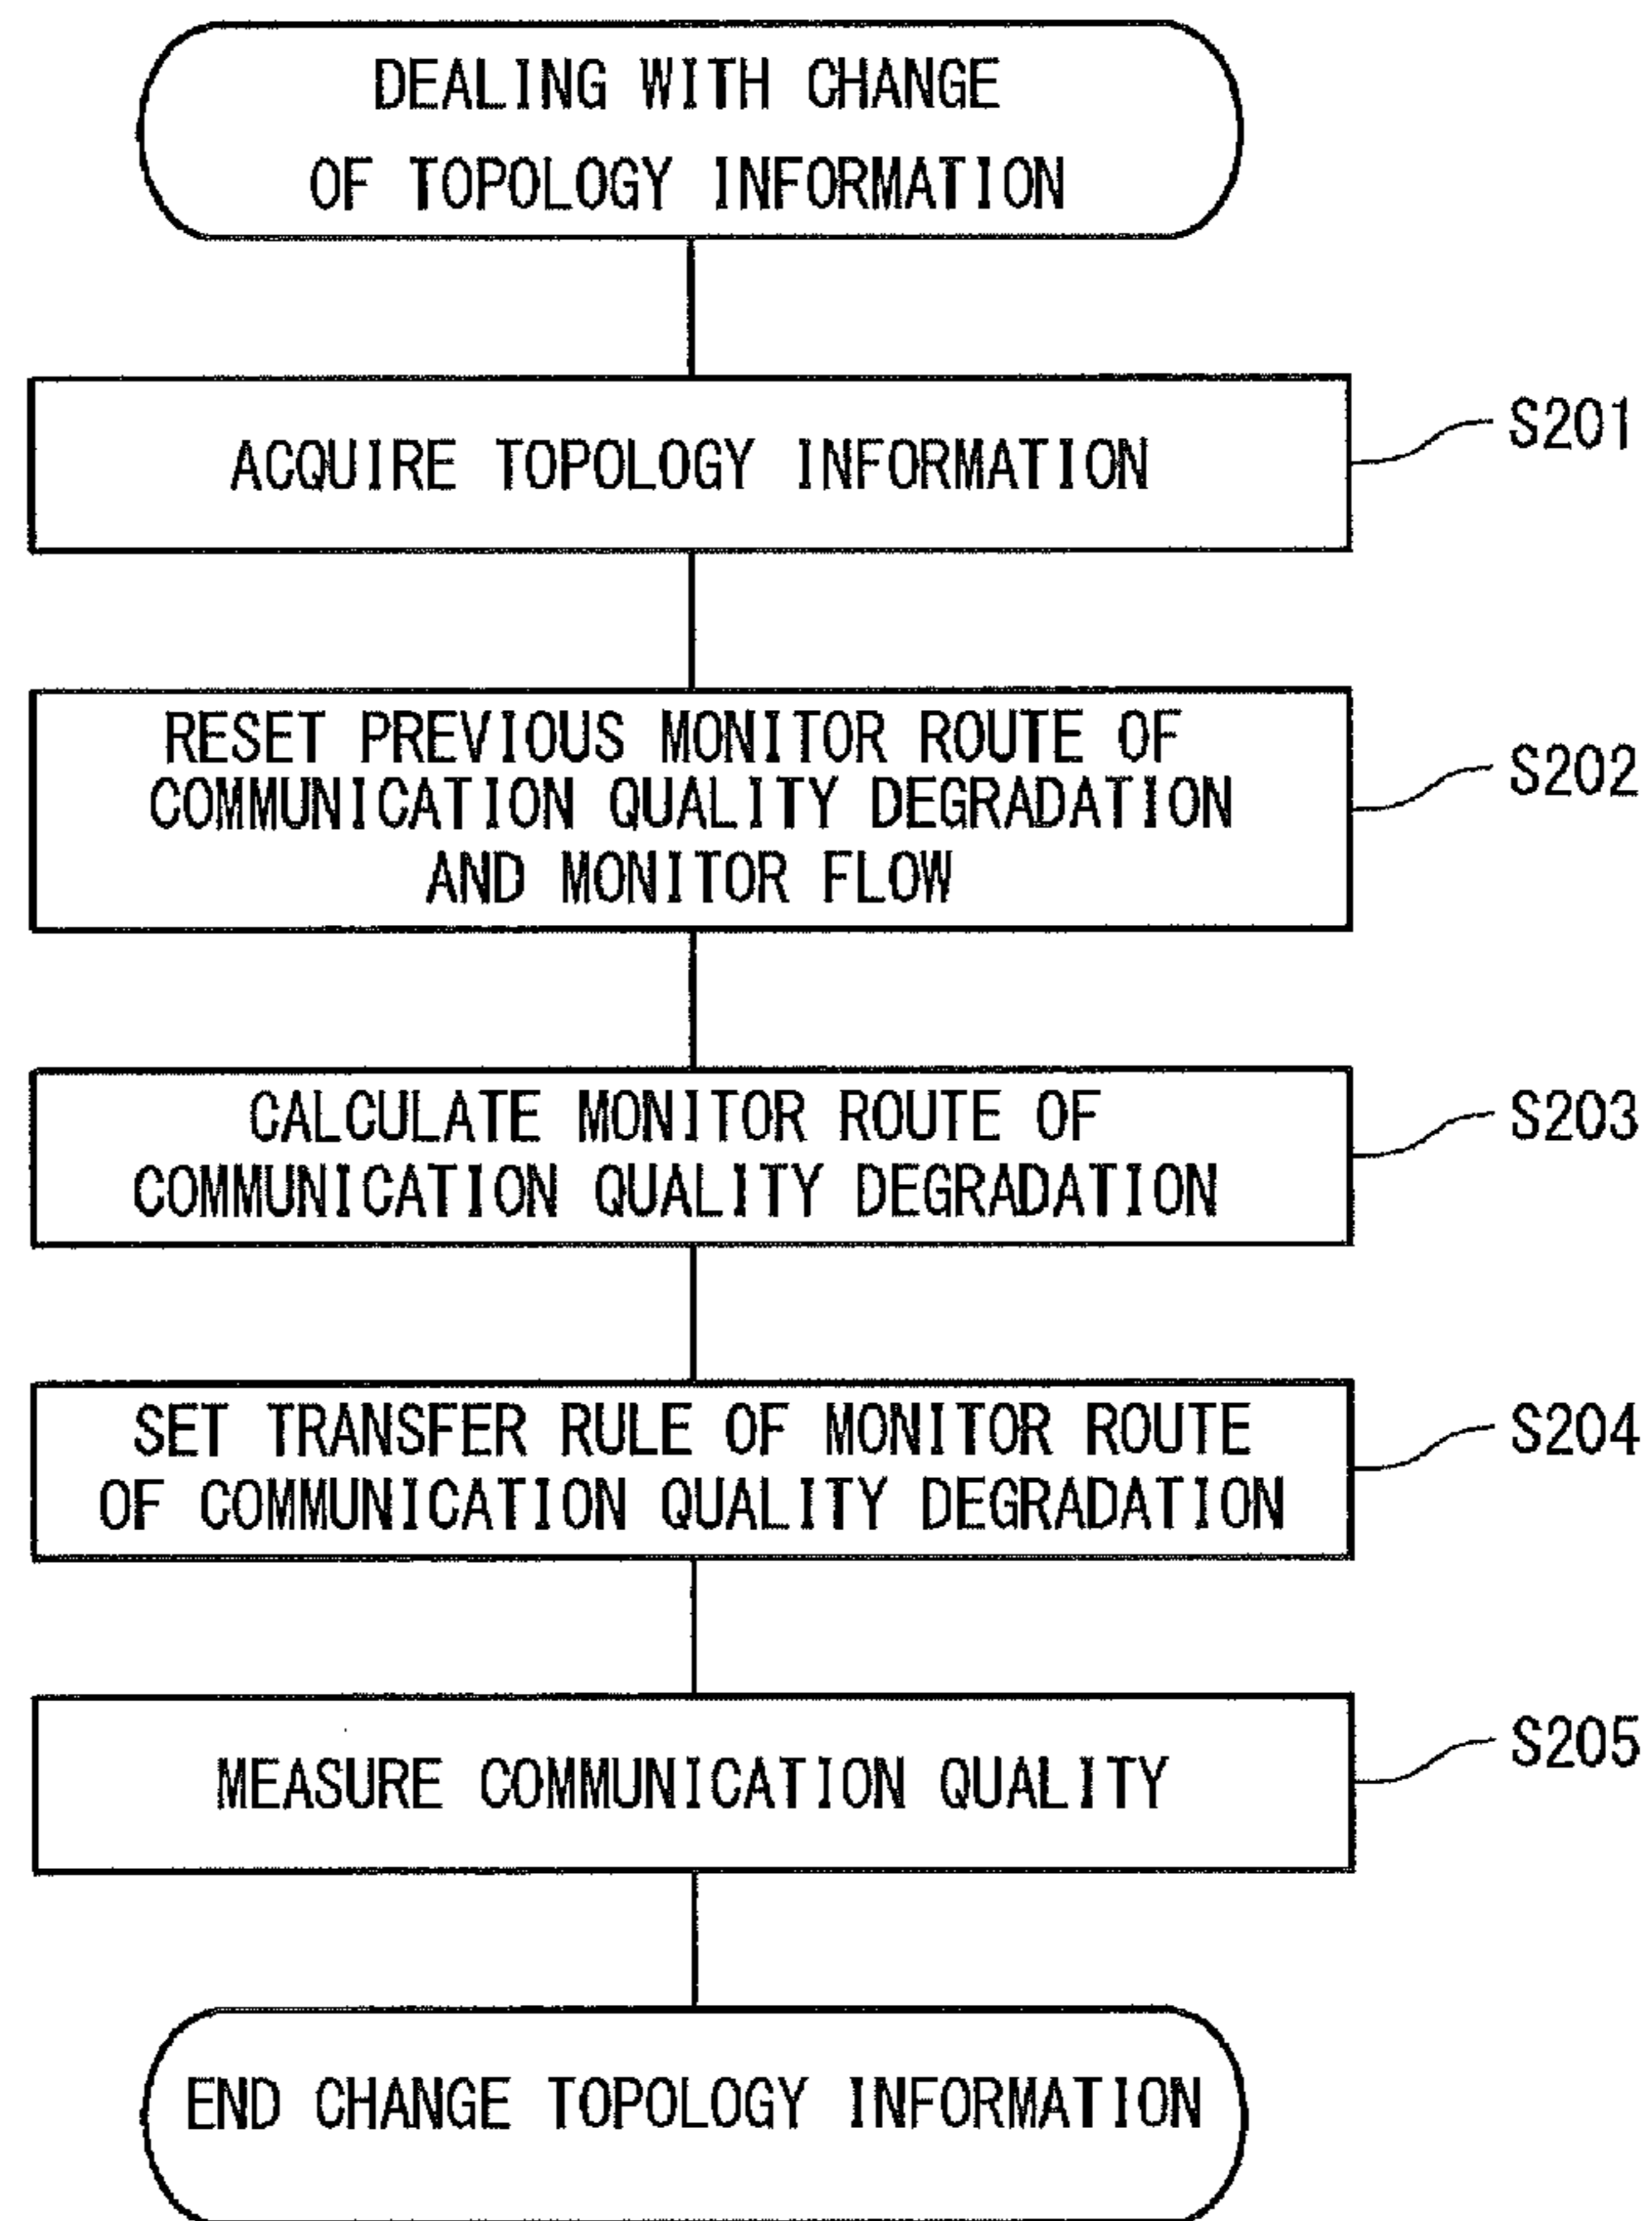 DEALING WITH CHANGE
OF TOPOLOGY INFORMATION
ACQUIRE TOPOLOGY INFORMATION
S201
RESET PREVIOUS MONITOR ROUTE OF
COMMUNICATION QUALITY DEGRADATION
AND MONITOR FLOW
S202
CALCULATE MONITOR ROUTE OF
COMMUNICATION QUALITY DEGRADATION
S203
SET TRANSFER RULE OF MONITOR ROUTE
OF COMMUNICATION QUALITY DEGRADATION
S204
MEASURE COMMUNICATION QUALITY
S205
END CHANGE TOPOLOGY INFORMATION